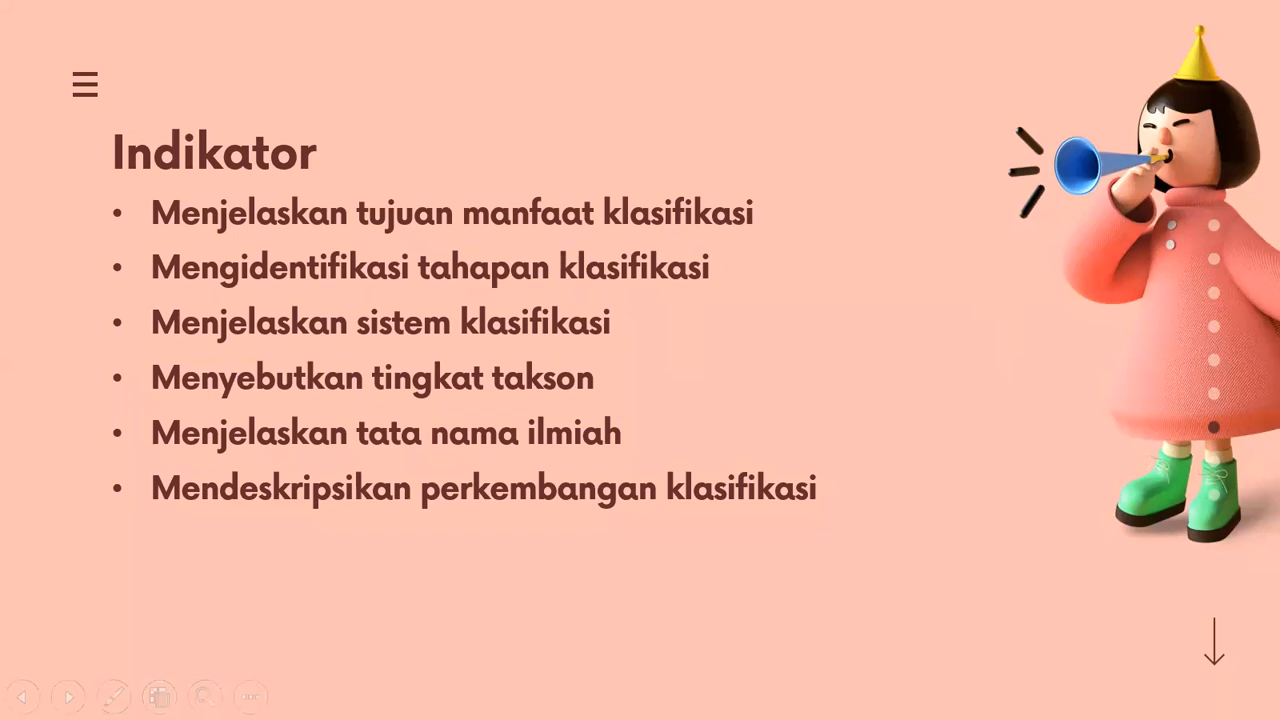 Indikator
• Menjelaskan tujuan manfaat klasifikasi
• Mengidentifikasi tahapan klasifikasi
• Menjelaskan sistem klasifikasi
• Menyebutkan tingkat takson
• Menjelaskan tata nama ilmiah
• Mendeskripsikan perkembangan klasifikasi